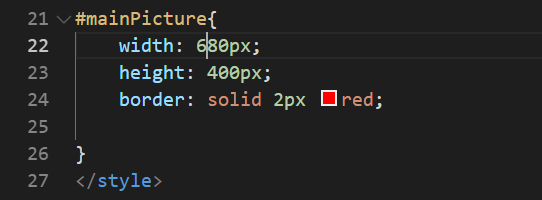 21 #mainPicture{
22 width: 680px;
23 height: 400px;
24 border: solid 2px red;
25
26 }
27 </style>